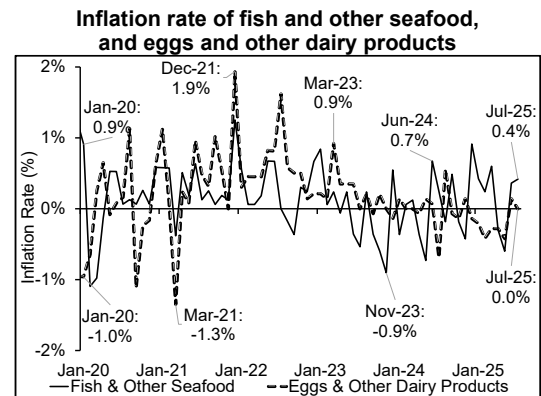 Inflation rate of fish and other seafood,
and eggs and other dairy products
2%
1%
0%
-1%
-2%
Inflation Rate (%)
Jan-20:
0.9%
Dec-21:
1.9%
Mar-23:
0.9%
Jun-24:
0.7%
Jul-25:
0.4%
Jan-20:
-1.0%
Mar-21:
-1.3%
Nov-23:
-0.9%
Jul-25:
0.0%
Jan-20 Jan-21 Jan-22 Jan-23 Jan-24 Jan-25
Fish & Other Seafood Eggs & Other Dairy Products